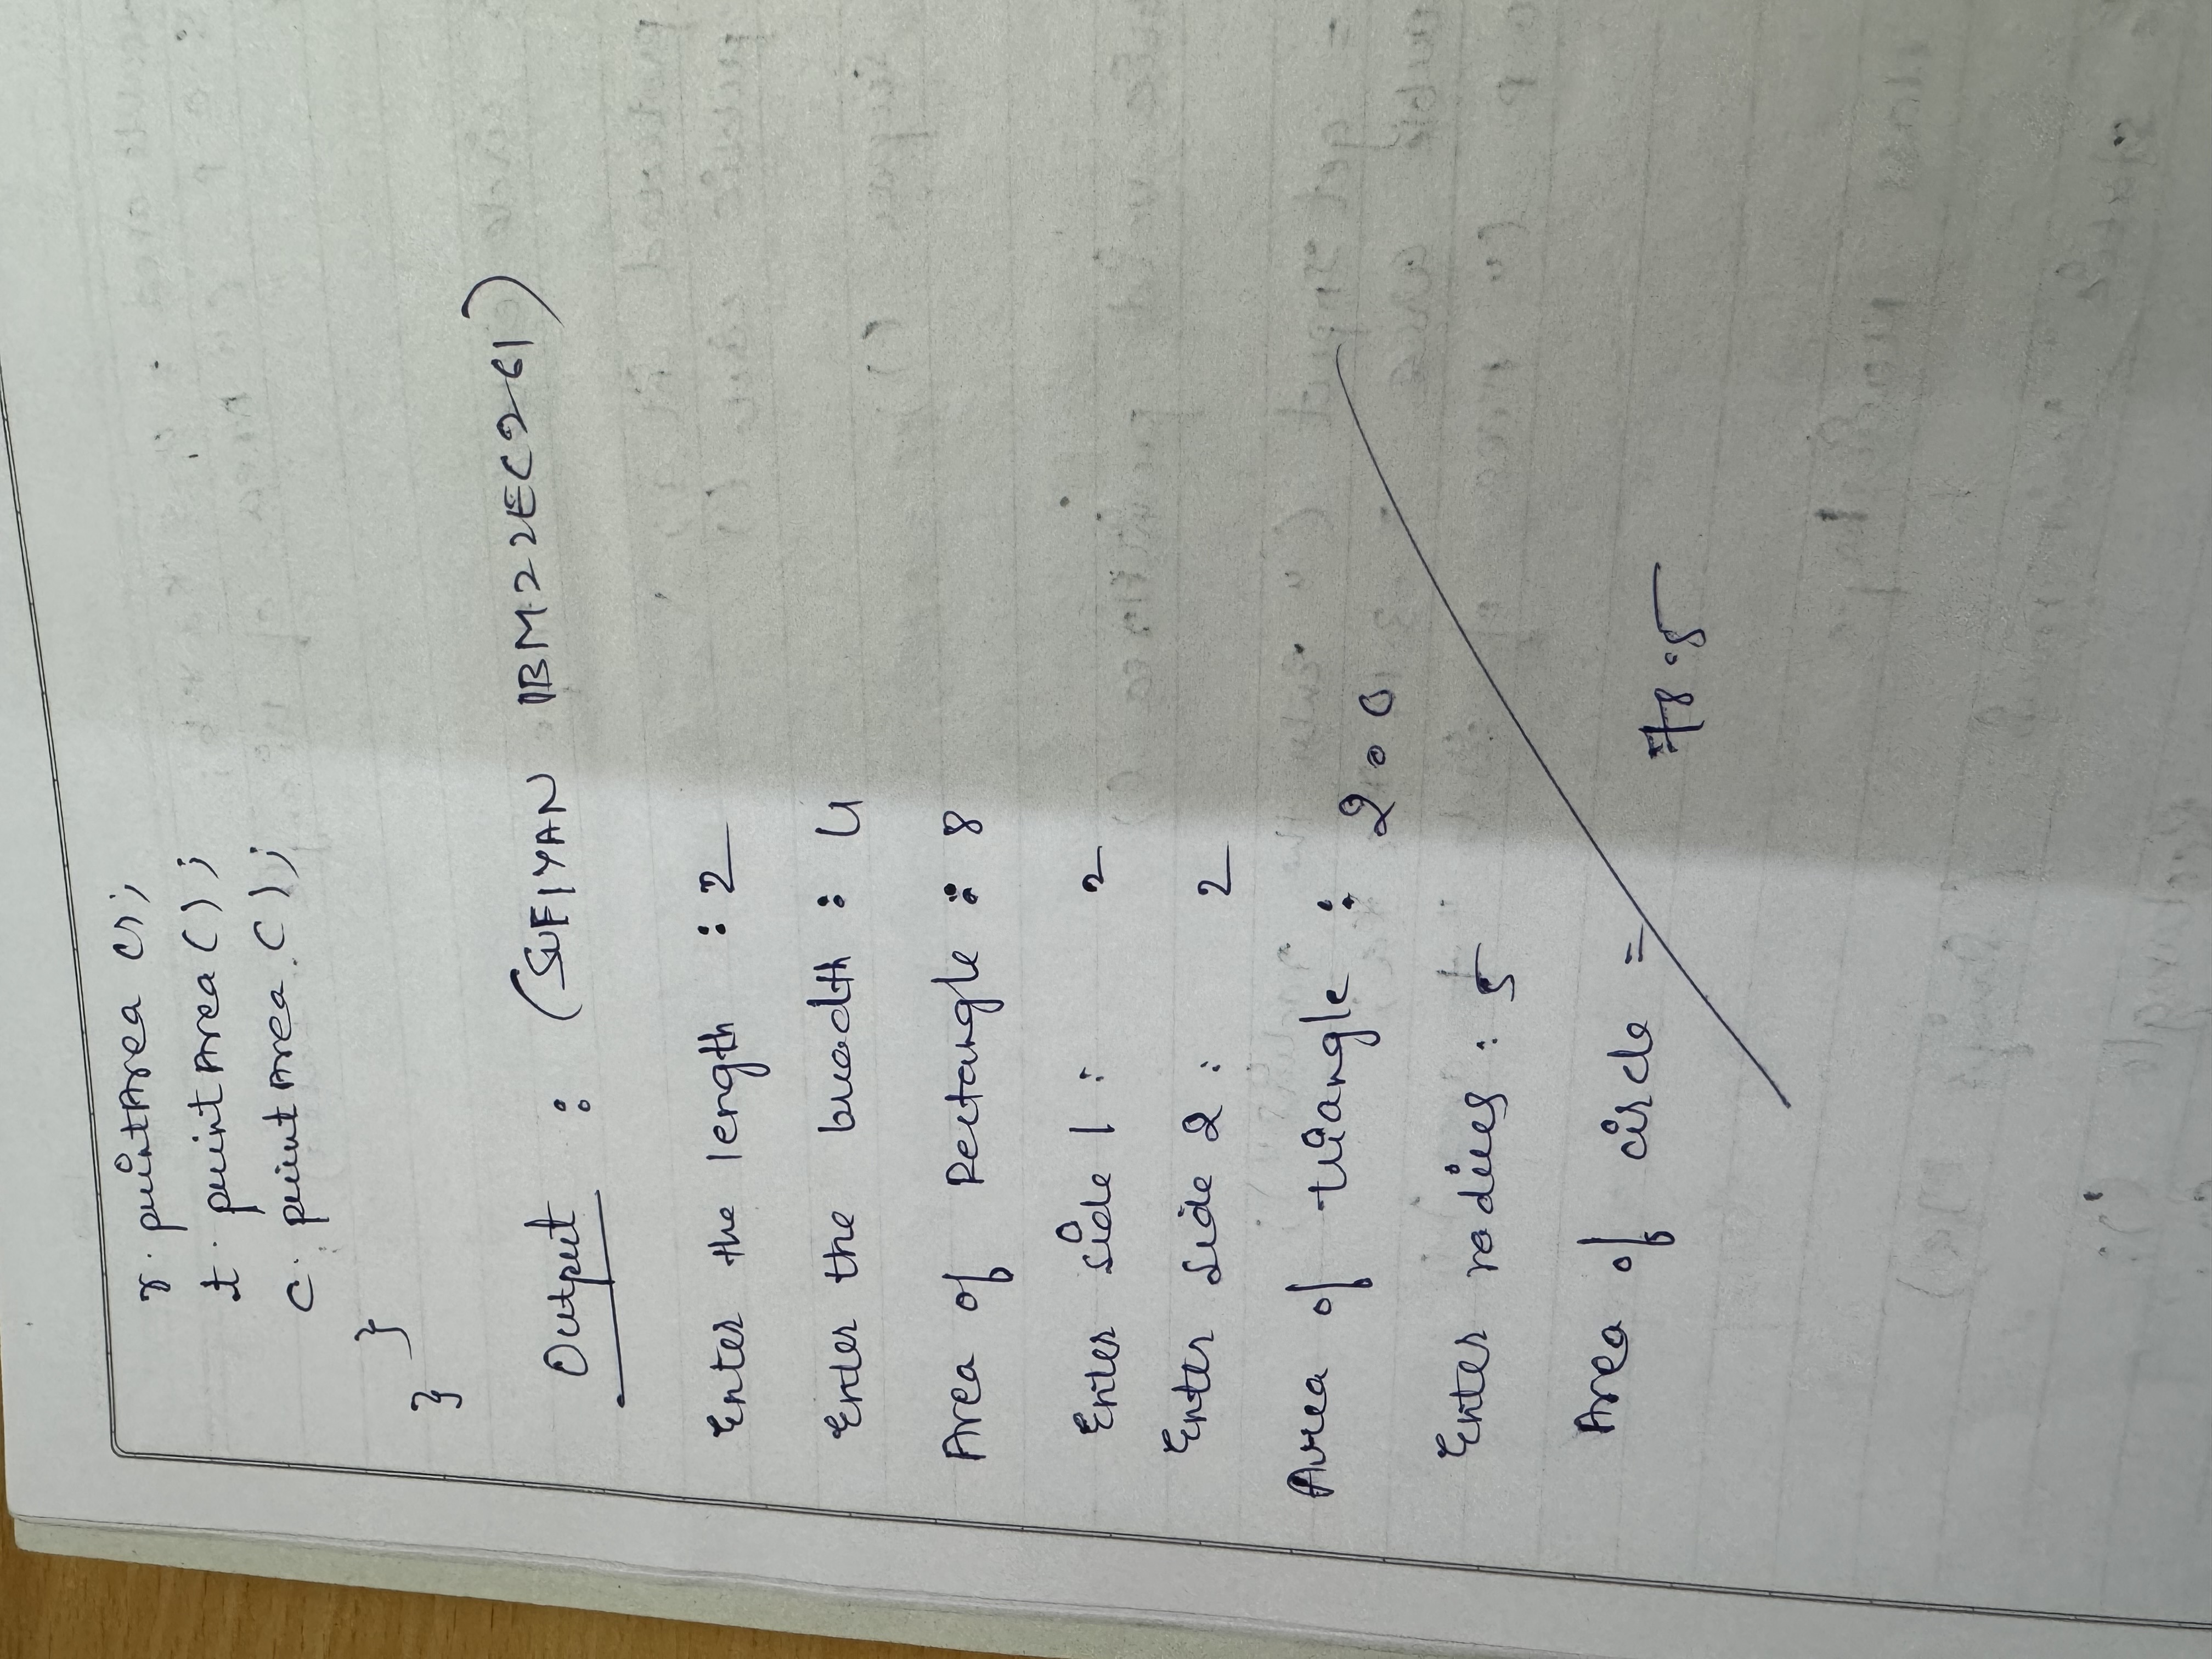 r. printArea ();
t. printArea ();
c. printArea ();
}
}
Output : (SUFIYAN 1BM22EC261)
Enter the length : 2
Enter the breadth : 4
Area of Rectangle : 8
Enter side 1 : 2
Enter side 2 : 2
Area of triangle : 2.0
Enter radius : 5
Area of circle = 78.5